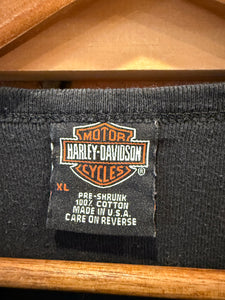 MOTOR
HARLEY-DAVIDSON
CYCLES
®
XL
PRE-SHRUNK
100% COTTON
MADE IN U.S.A.
CARE ON REVERSE